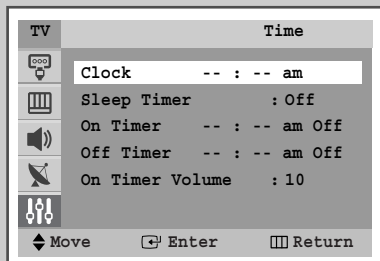 TV Time
Clock -- : -- am
Sleep Timer : Off
On Timer -- : -- am Off
Off Timer -- : -- am Off
On Timer Volume : 10
Move Enter Return